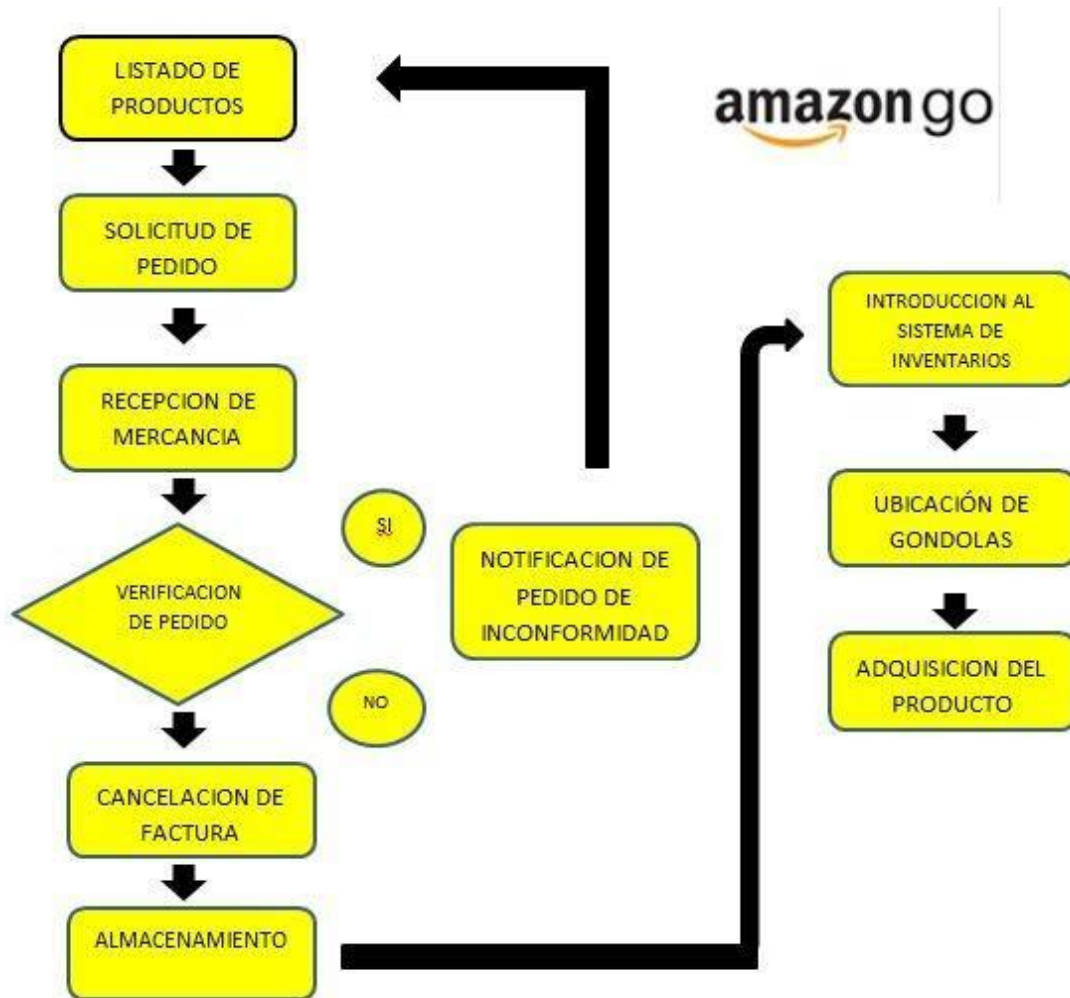 LISTADO DE
PRODUCTOS
amazon go
SOLICITUD DE
PEDIDO
RECEPCION DE
MERCANCIA
VERIFICACION
DE PEDIDO
SI
NO
NOTIFICACION DE
PEDIDO DE
INCONFORMIDAD
CANCELACION DE
FACTURA
ALMACENAMIENTO
INTRODUCCION AL
SISTEMA DE
INVENTARIOS
UBICACIÓN DE
GONDOLAS
ADQUISICION DEL
PRODUCTO